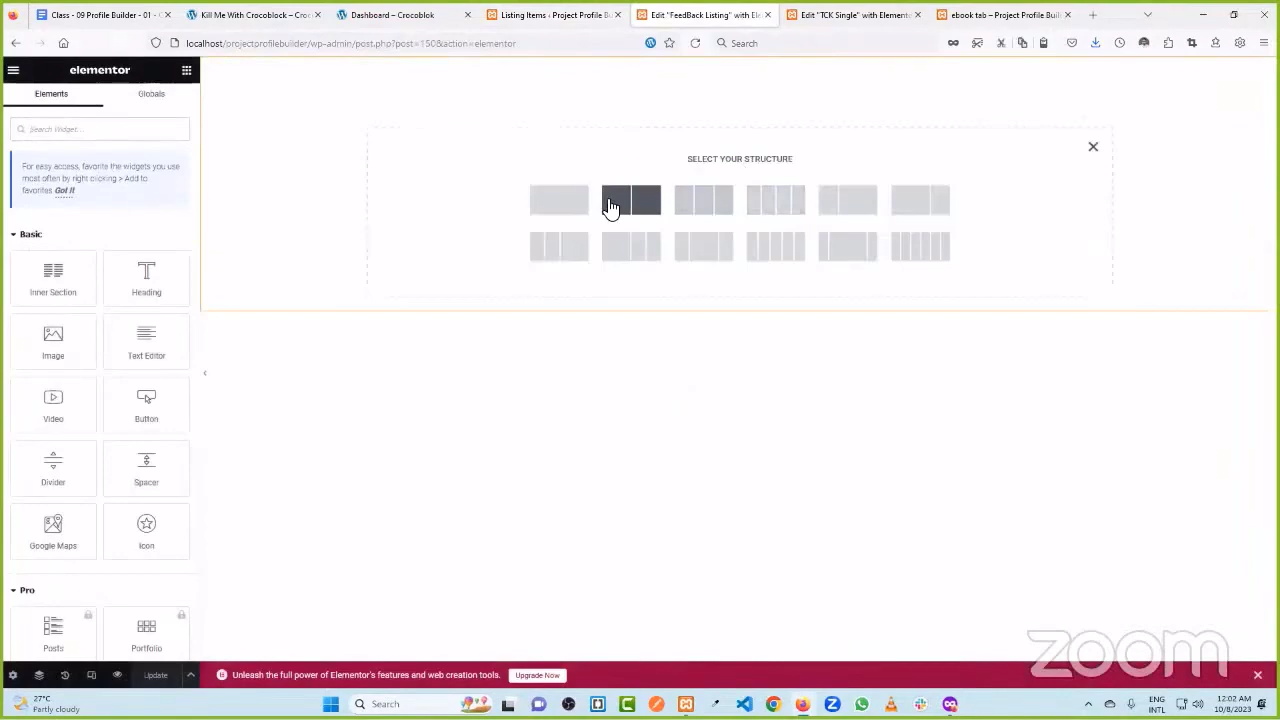 Class - 09 Profile Builder - C
Kill Me With Crocoblock - Croc
Dashboard – Crocoblok
Listing Items ‹ Project Profile Bu
Edit "FeedBack Listing" with Ele
Edit "TCK Single" with Elemento
ebook tab – Project Profile Buil
localhost/projectprofilebuilder/wp-admin/post.php?post=150&action=elementor
Search
elementor
Elements
Globals
Search Widget...
For easy access, favorite the widgets you use
most often by right clicking > Add to
favorites Got It
SELECT YOUR STRUCTURE
Basic
Inner Section
Heading
Image
Text Editor
Video
Button
Divider
Spacer
Google Maps
Icon
Pro
Posts
Portfolio
Update
Unleash the full power of Elementor's features and web creation tools.
Upgrade Now
zoom
27°C
Partly cloudy
Search
ENG
INTL
12:02 AM
10/8/2023